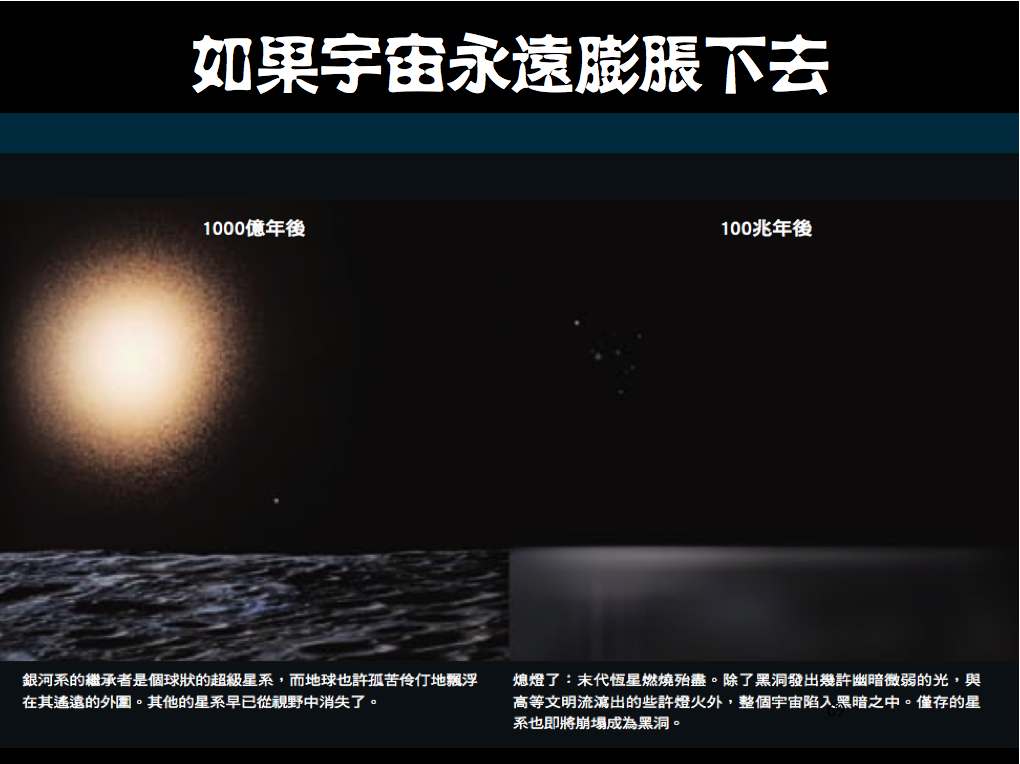 如果宇宙永遠膨脹下去
1000億年後
100兆年後
銀河系的繼承者是個球狀的超級星系，而地球也許孤苦伶仃地飄浮
在其遙遠的外圍。其他的星系早已從視野中消失了。
熄燈了：末代恆星燃燒殆盡。除了黑洞發出幾許幽暗微弱的光，與
高等文明流瀉出的些許燈火外，整個宇宙陷入黑暗之中。僅存的星
系也即將崩塌成為黑洞。